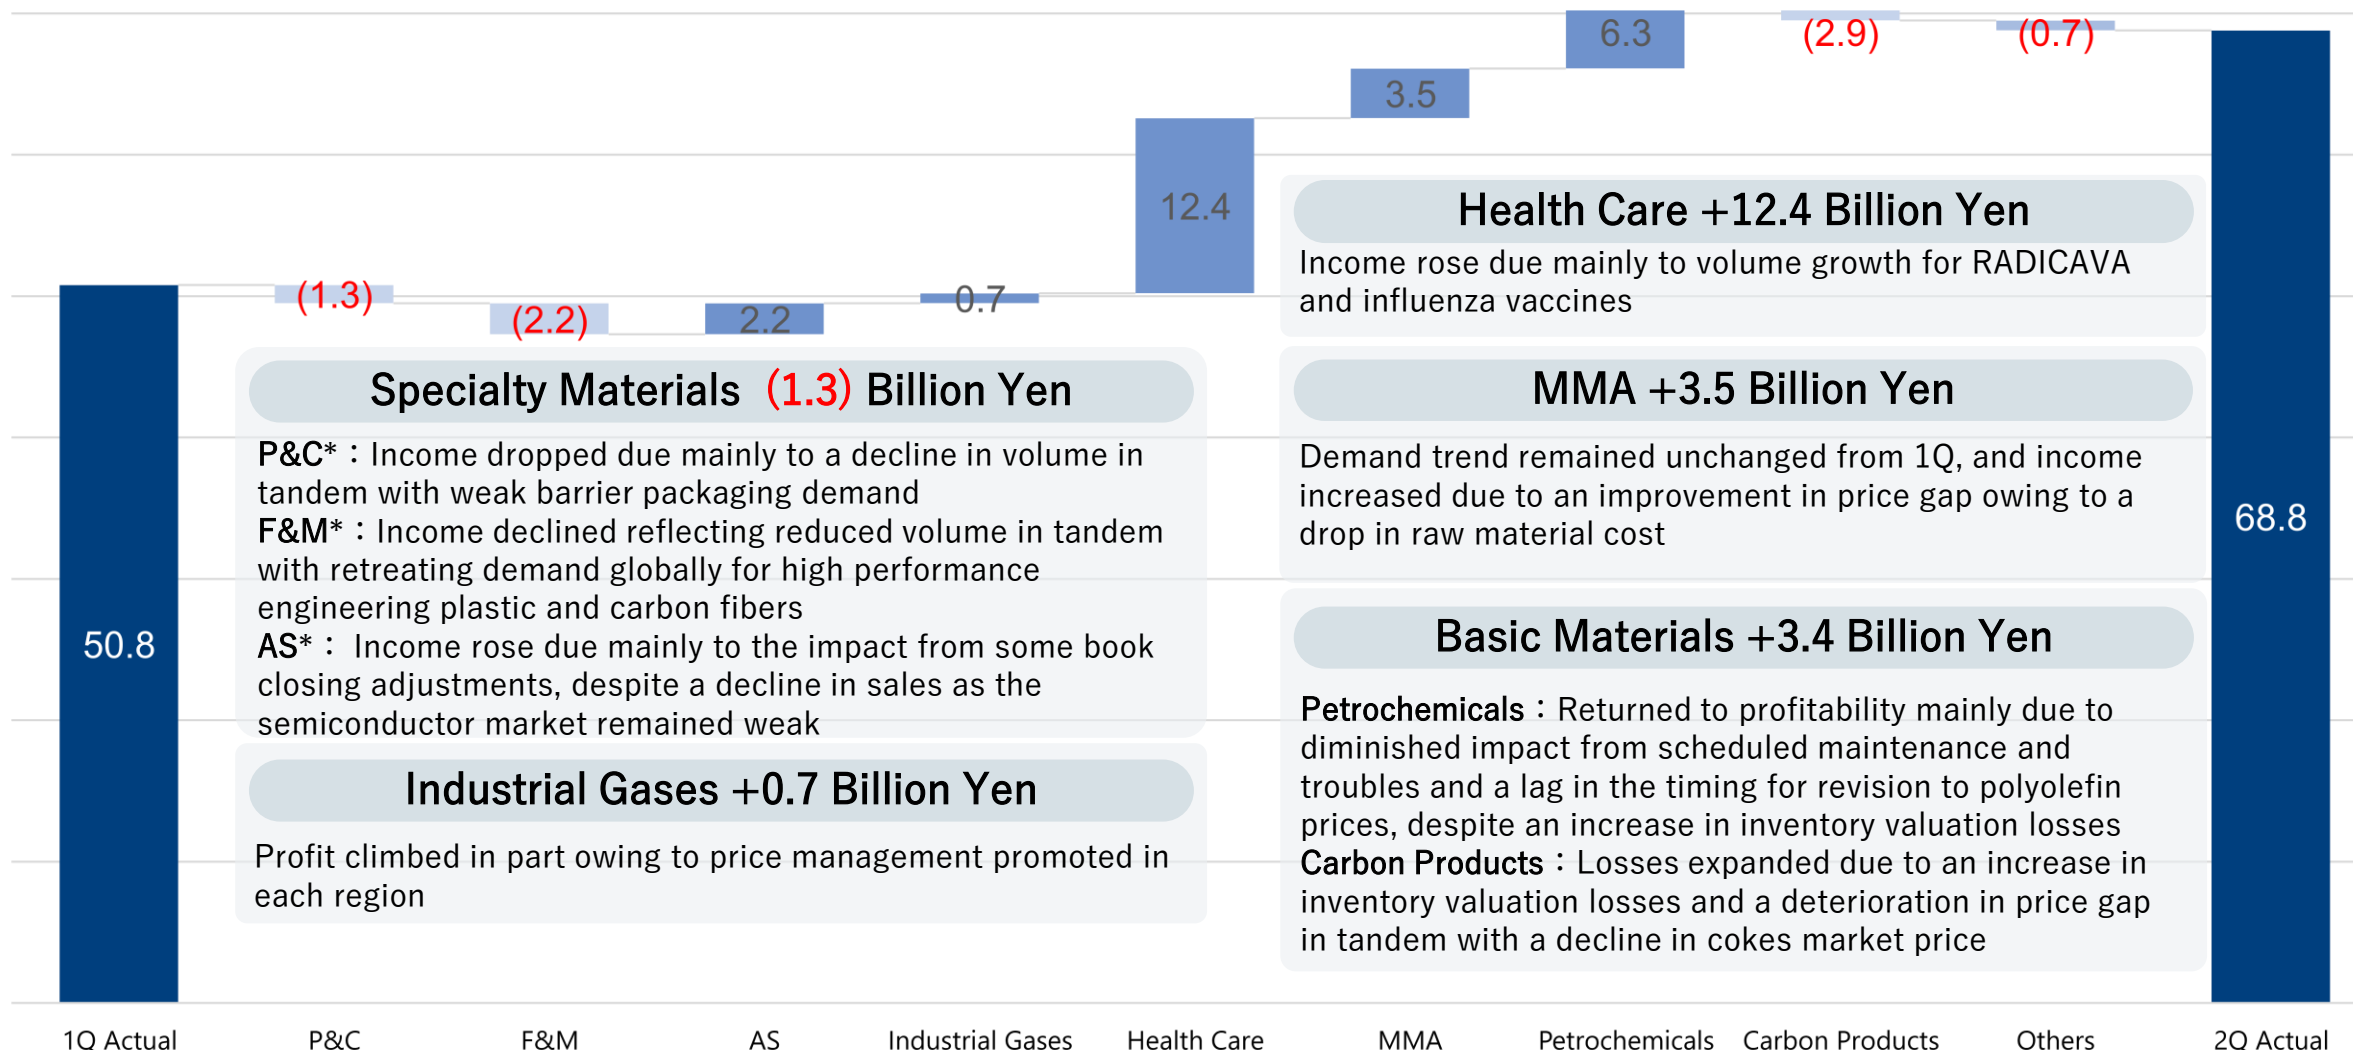 6.3
(2.9)
(0.7)
3.5
12.4
(1.3)
(2.2)
2.2
0.7
50.8
68.8
Specialty Materials (1.3) Billion Yen
P&C*：Income dropped due mainly to a decline in volume in
tandem with weak barrier packaging demand
F&M*：Income declined reflecting reduced volume in tandem
with retreating demand globally for high performance
engineering plastic and carbon fibers
AS*： Income rose due mainly to the impact from some book
closing adjustments, despite a decline in sales as the
semiconductor market remained weak
Industrial Gases +0.7 Billion Yen
Profit climbed in part owing to price management promoted in
each region
Health Care +12.4 Billion Yen
Income rose due mainly to volume growth for RADICAVA
and influenza vaccines
MMA +3.5 Billion Yen
Demand trend remained unchanged from 1Q, and income
increased due to an improvement in price gap owing to a
drop in raw material cost
Basic Materials +3.4 Billion Yen
Petrochemicals：Returned to profitability mainly due to
diminished impact from scheduled maintenance and
troubles and a lag in the timing for revision to polyolefin
prices, despite an increase in inventory valuation losses
Carbon Products：Losses expanded due to an increase in
inventory valuation losses and a deterioration in price gap
in tandem with a decline in cokes market price
1Q Actual P&C F&M AS Industrial Gases Health Care MMA Petrochemicals Carbon Products Others 2Q Actual